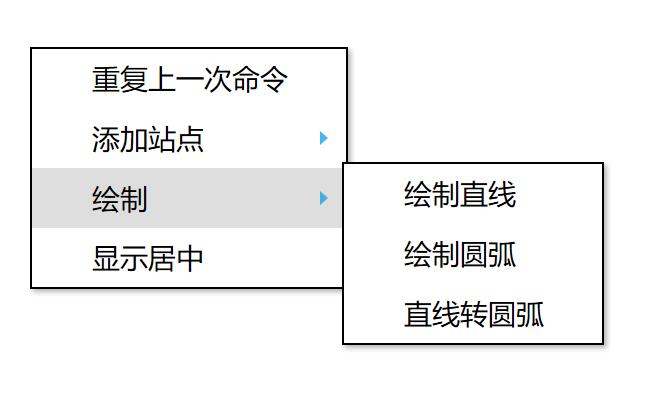 重复上一次命令
添加站点
绘制
显示居中
绘制直线
绘制圆弧
直线转圆弧